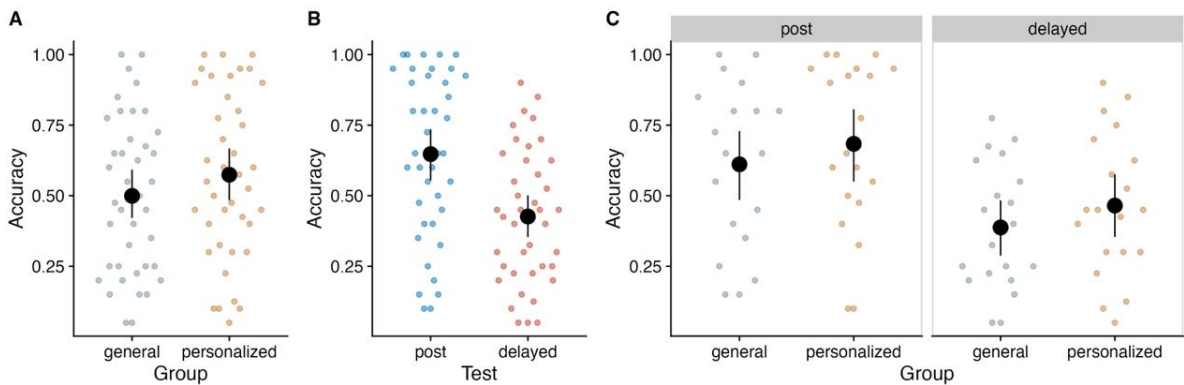 A
Accuracy
1.00
0.75
0.50
0.25
general personalized
Group
B
Accuracy
1.00
0.75
0.50
0.25
post delayed
Test
C
post delayed
Accuracy
1.00
0.75
0.50
0.25
general personalized general personalized
Group